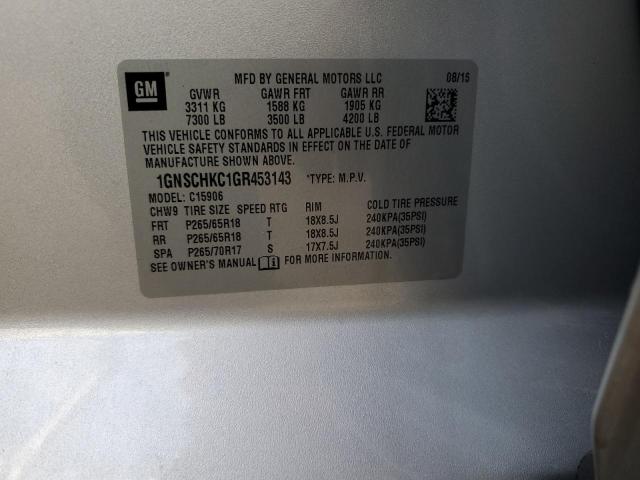 GM
MFD BY GENERAL MOTORS LLC 08/16
GVWR GAWR FRT GAWR RR
3311 KG 1588 KG 1905 KG
7300 LB 3500 LB 4200 LB
THIS VEHICLE CONFORMS TO ALL APPLICABLE U.S. FEDERAL MOTOR
VEHICLE SAFETY STANDARDS IN EFFECT ON THE DATE OF
MANUFACTURE SHOWN ABOVE.
1GNSCHKC1GR453143 *TYPE: M.P.V.
MODEL: C15906
CHW9 TIRE SIZE SPEED RTG RIM COLD TIRE PRESSURE
FRT P265/65R18 T 18X8.5J 240KPA(35PSI)
RR P265/65R18 T 18X8.5J 240KPA(35PSI)
SPA P265/70R17 S 17X7.5J 240KPA(35PSI)
SEE OWNER'S MANUAL FOR MORE INFORMATION.